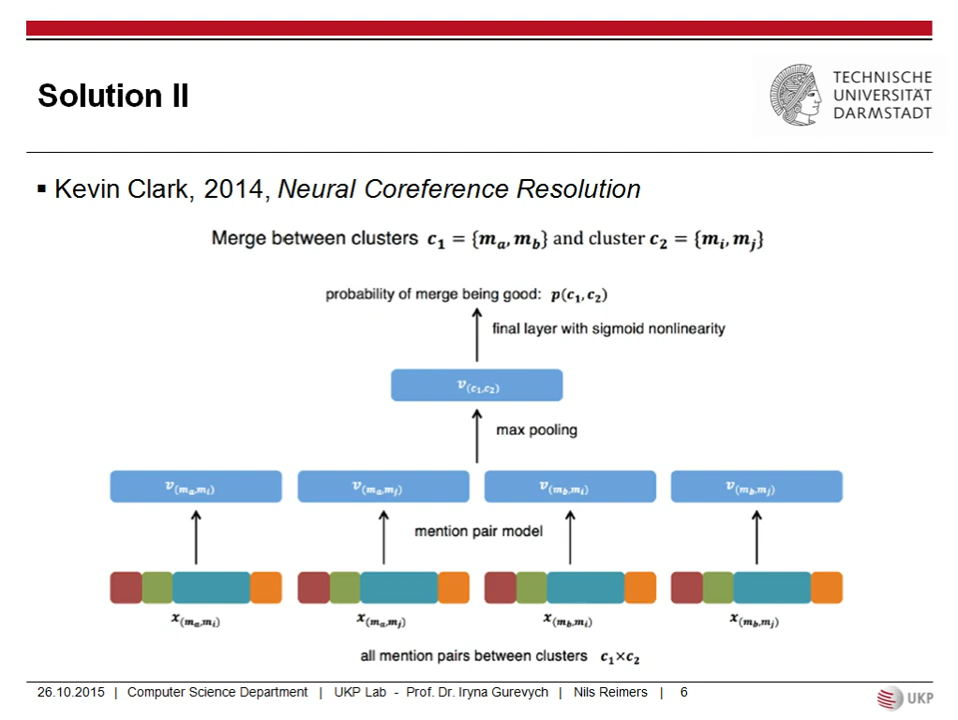 Solution II
TECHNISCHE
UNIVERSITÄT
DARMSTADT
▪ Kevin Clark, 2014, Neural Coreference Resolution
Merge between clusters c₁ = {mₐ, m_b} and cluster c₂ = {mᵢ, mⱼ}
probability of merge being good: p(c₁, c₂)
final layer with sigmoid nonlinearity
v(c₁,c₂)
max pooling
v(mₐ,mᵢ) v(mₐ,mⱼ) v(m_b,mᵢ) v(m_b,mⱼ)
mention pair model
x(mₐ,mᵢ) x(mₐ,mⱼ) x(m_b,mᵢ) x(m_b,mⱼ)
all mention pairs between clusters c₁×c₂
26.10.2015 | Computer Science Department | UKP Lab - Prof. Dr. Iryna Gurevych | Nils Reimers | 6
UKP